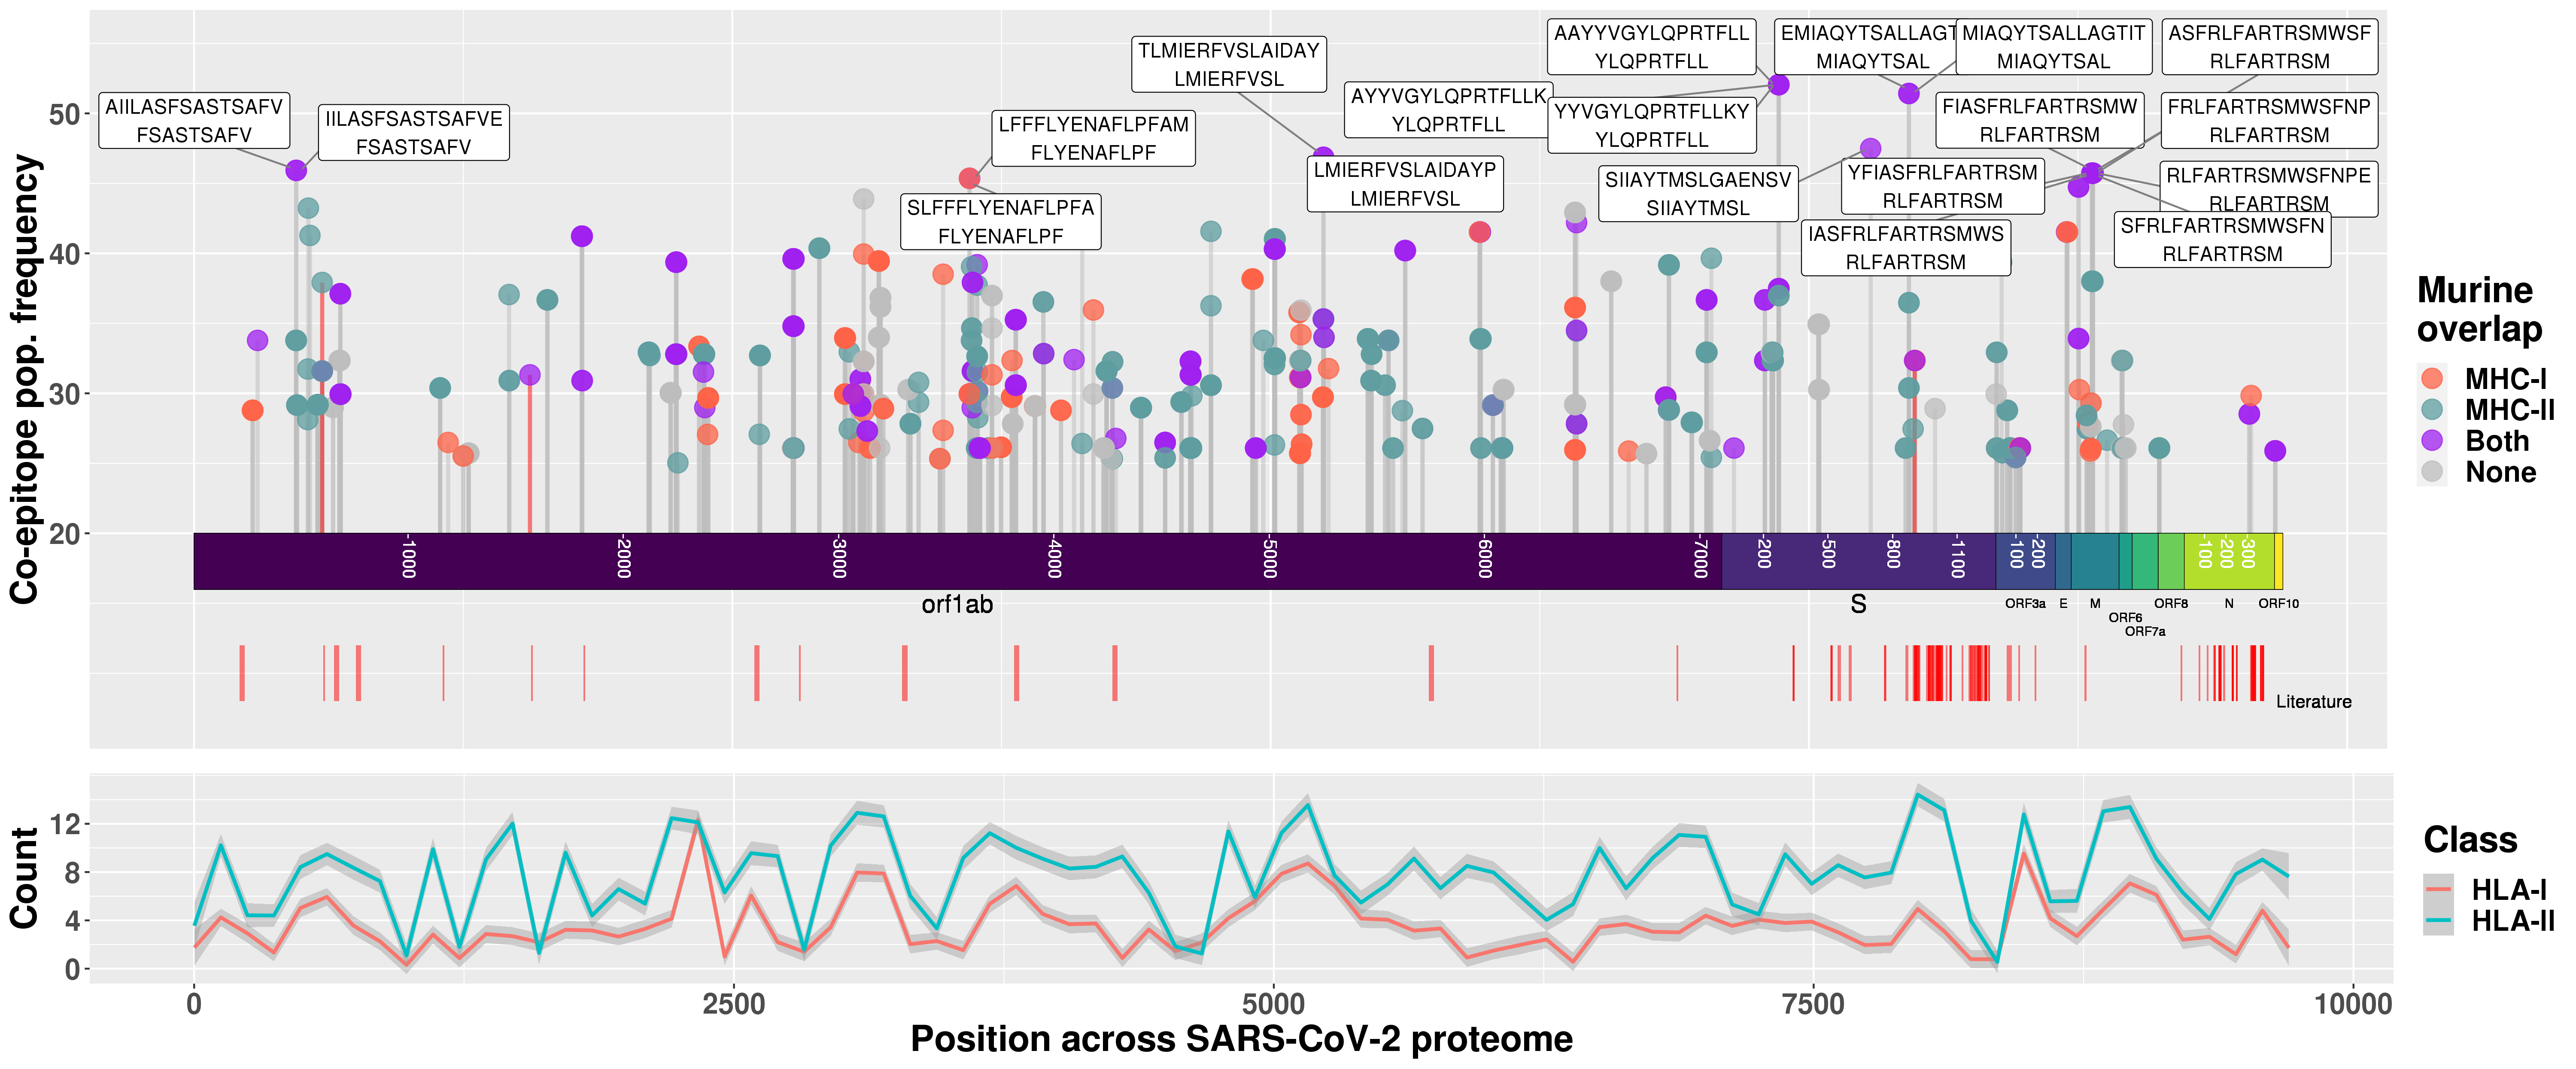 Co-epitope pop. frequency
50
40
30
20
AIILASFSASTSAFV
FSASTSAFV
IILASFSASTSAFVE
FSASTSAFV
LFFFLYENAFLPFAM
FLYENAFLPF
SLFFFLYENAFLPFA
FLYENAFLPF
TLMIERFVSLAIDAY
LMIERFVSL
LMIERFVSLAIDAYP
LMIERFVSL
AYYVGYLQPRTFLLK
YLQPRTFLL
AAYYVGYLQPRTFLL
YLQPRTFLL
YYVGYLQPRTFLLKY
YLQPRTFLL
SIIAYTMSLGAENSV
SIIAYTMSL
EMIAQYTSALLAGT
MIAQYTSAL
MIAQYTSALLAGTIT
MIAQYTSAL
FIASFRLFARTRSMW
RLFARTRSM
YFIASFRLFARTRSM
RLFARTRSM
IASFRLFARTRSMWS
RLFARTRSM
ASFRLFARTRSMWSF
RLFARTRSM
FRLFARTRSMWSFNP
RLFARTRSM
RLFARTRSMWSFNPE
RLFARTRSM
SFRLFARTRSMWSFN
RLFARTRSM
1000
2000
3000
4000
5000
6000
7000
200
500
800
1100
100
200
100
200
300
orf1ab
S
ORF3a
E
M
ORF6
ORF7a
ORF8
N
ORF10
Literature
Murine
overlap
MHC-I
MHC-II
Both
None
Count
12
8
4
0
0
2500
5000
7500
10000
Position across SARS-CoV-2 proteome
Class
HLA-I
HLA-II